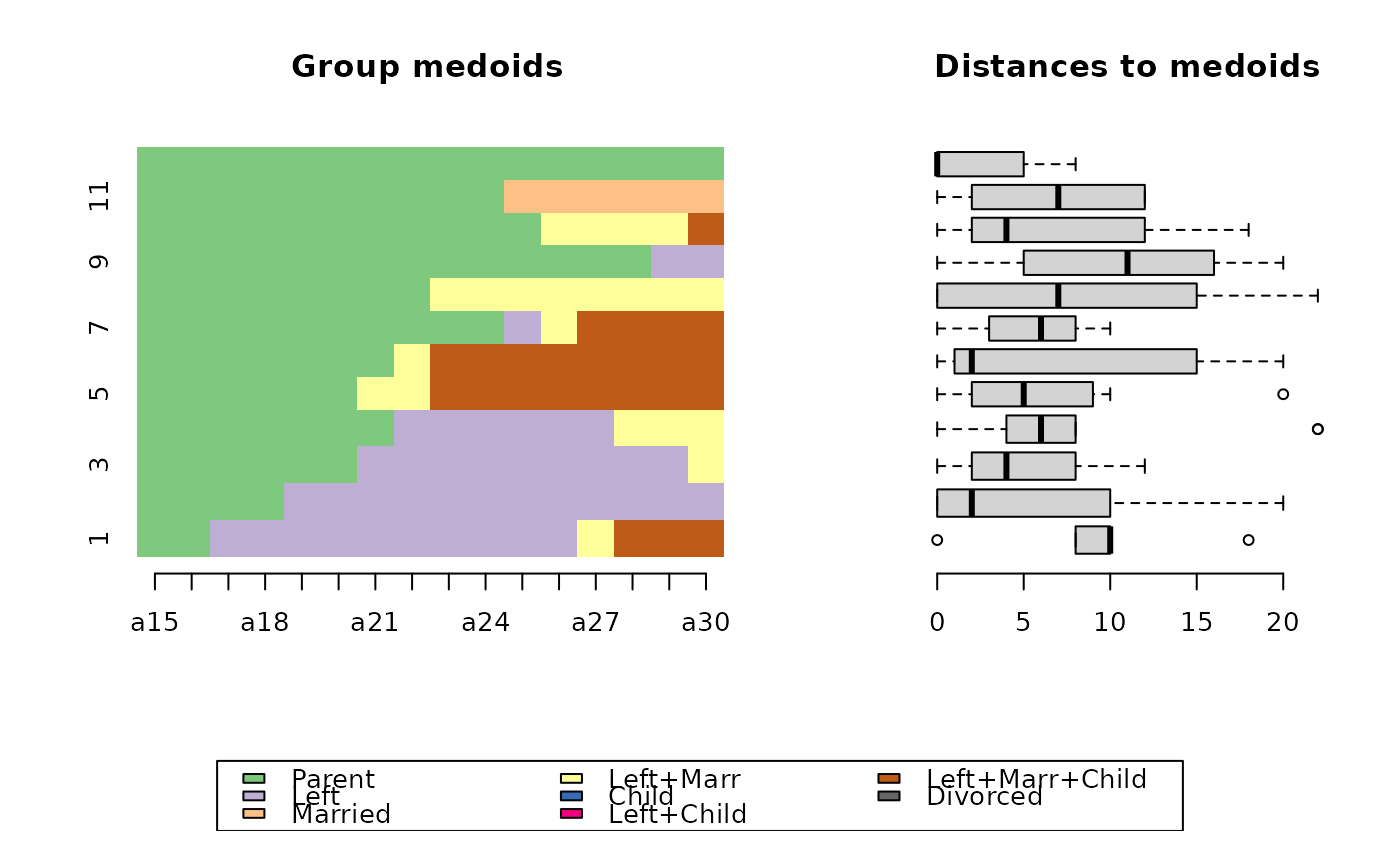 Group medoids
Distances to medoids
11
9
7
5
3
1
a15 a18 a21 a24 a27 a30
0 5 10 15 20
Parent Left+Marr Left+Marr+Child
Left Child Divorced
Married Left+Child